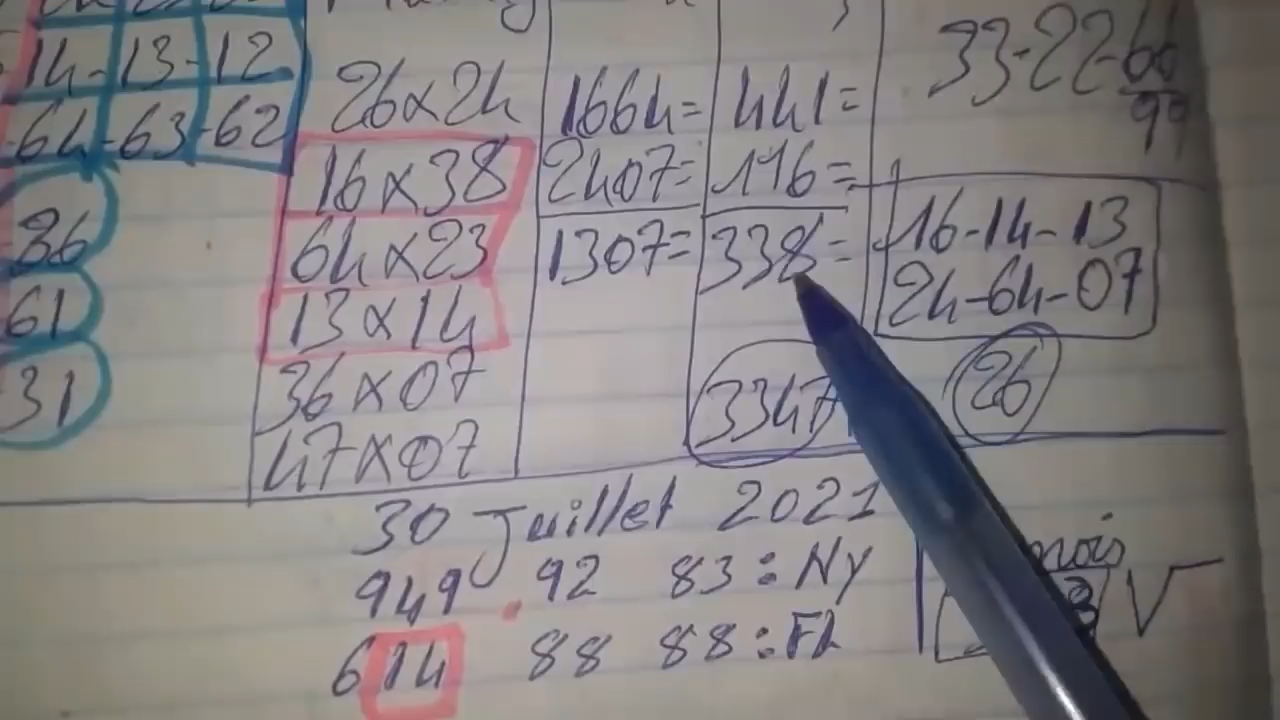 14-13-12
64-63-62
36
61
31
26x24
16x38
64x23
13x14
36x07
47x07
1664=
2407=
1307=
441=
116=
338=
3347
33-22-66
99
16-14-13
24-64-07
26
30 Juillet 2021
949 92 83:Ny
614 88 88:FL
mois